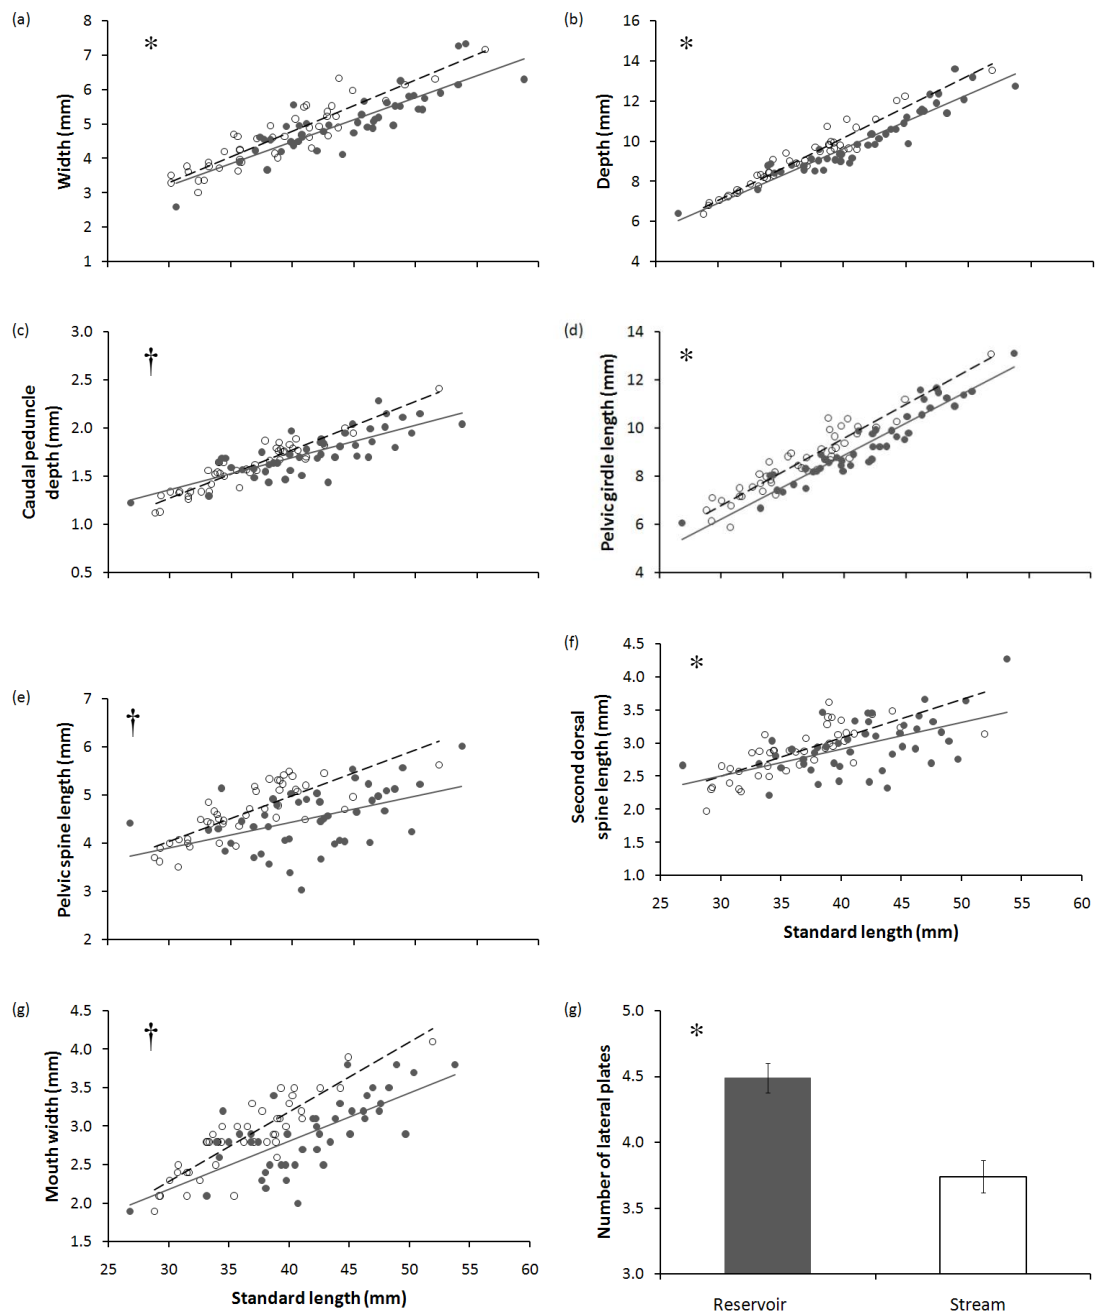 (a)
*
Width (mm)
8
7
6
5
4
3
2
1
(b)
*
Depth (mm)
16
14
12
10
8
6
4
(c)
†
Caudal peduncle
depth (mm)
3.0
2.5
2.0
1.5
1.0
0.5
(d)
*
Pelvic girdle length (mm)
14
12
10
8
6
4
(e)
†
Pelvic spine length (mm)
7
6
5
4
3
2
(f)
*
Second dorsal
spine length (mm)
4.5
4.0
3.5
3.0
2.5
2.0
1.5
1.0
25 30 35 40 45 50 55 60
Standard length (mm)
(g)
†
Mouth width (mm)
4.5
4.0
3.5
3.0
2.5
2.0
1.5
25 30 35 40 45 50 55 60
Standard length (mm)
(g)
*
Number of lateral plates
5.0
4.5
4.0
3.5
3.0
Reservoir Stream